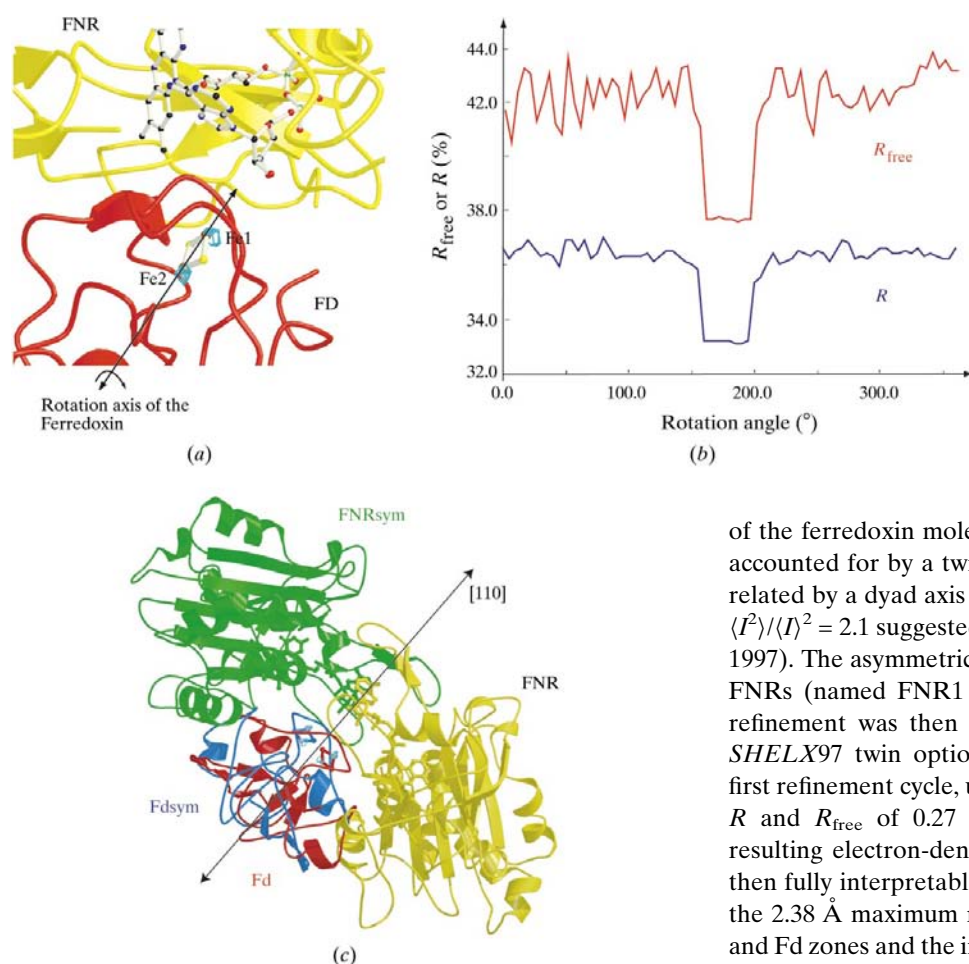 FNR
Fe1
Fe2
FD
Rotation axis of the
Ferredoxin
(a)
44.0
42.0
38.0
34.0
32.0
R_free or R (%)
R_free
R
0.0 100.0 200.0 300.0
Rotation angle (°)
(b)
FNRsym
[110]
FNR
Fdsym
Fd
(c)
of the ferredoxin mole
accounted for by a tw
related by a dyad axis
⟨I²⟩/⟨I⟩² = 2.1 suggested
1997). The asymmetric
FNRs (named FNR1
refinement was then
SHELX97 twin optio
first refinement cycle, u
R and R_free of 0.27
resulting electron-den
then fully interpretabl
the 2.38 Å maximum r
and Fd zones and the i